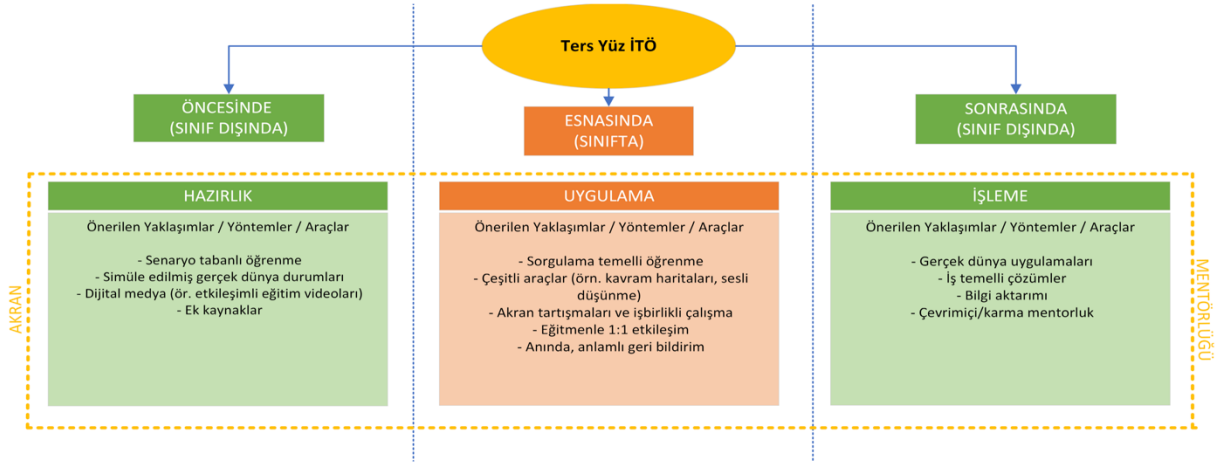 Ters Yüz İTÖ
ÖNCESİNDE
(SINIF DIŞINDA)
ESNASINDA
(SINIFTA)
SONRASINDA
(SINIF DIŞINDA)
AKRAN
HAZIRLIK
Önerilen Yaklaşımlar / Yöntemler / Araçlar
- Senaryo tabanlı öğrenme
- Simüle edilmiş gerçek dünya durumları
- Dijital medya (ör. etkileşimli eğitim videoları)
- Ek kaynaklar
UYGULAMA
Önerilen Yaklaşımlar / Yöntemler / Araçlar
- Sorgulama temelli öğrenme
- Çeşitli araçlar (örn. kavram haritaları, sesli
düşünme)
- Akran tartışmaları ve işbirlikli çalışma
- Eğitmenle 1:1 etkileşim
- Anında, anlamlı geri bildirim
İŞLEME
Önerilen Yaklaşımlar / Yöntemler / Araçlar
- Gerçek dünya uygulamaları
- İş temelli çözümler
- Bilgi aktarımı
- Çevrimiçi/karma mentorluk
MENTÖRLÜĞÜ